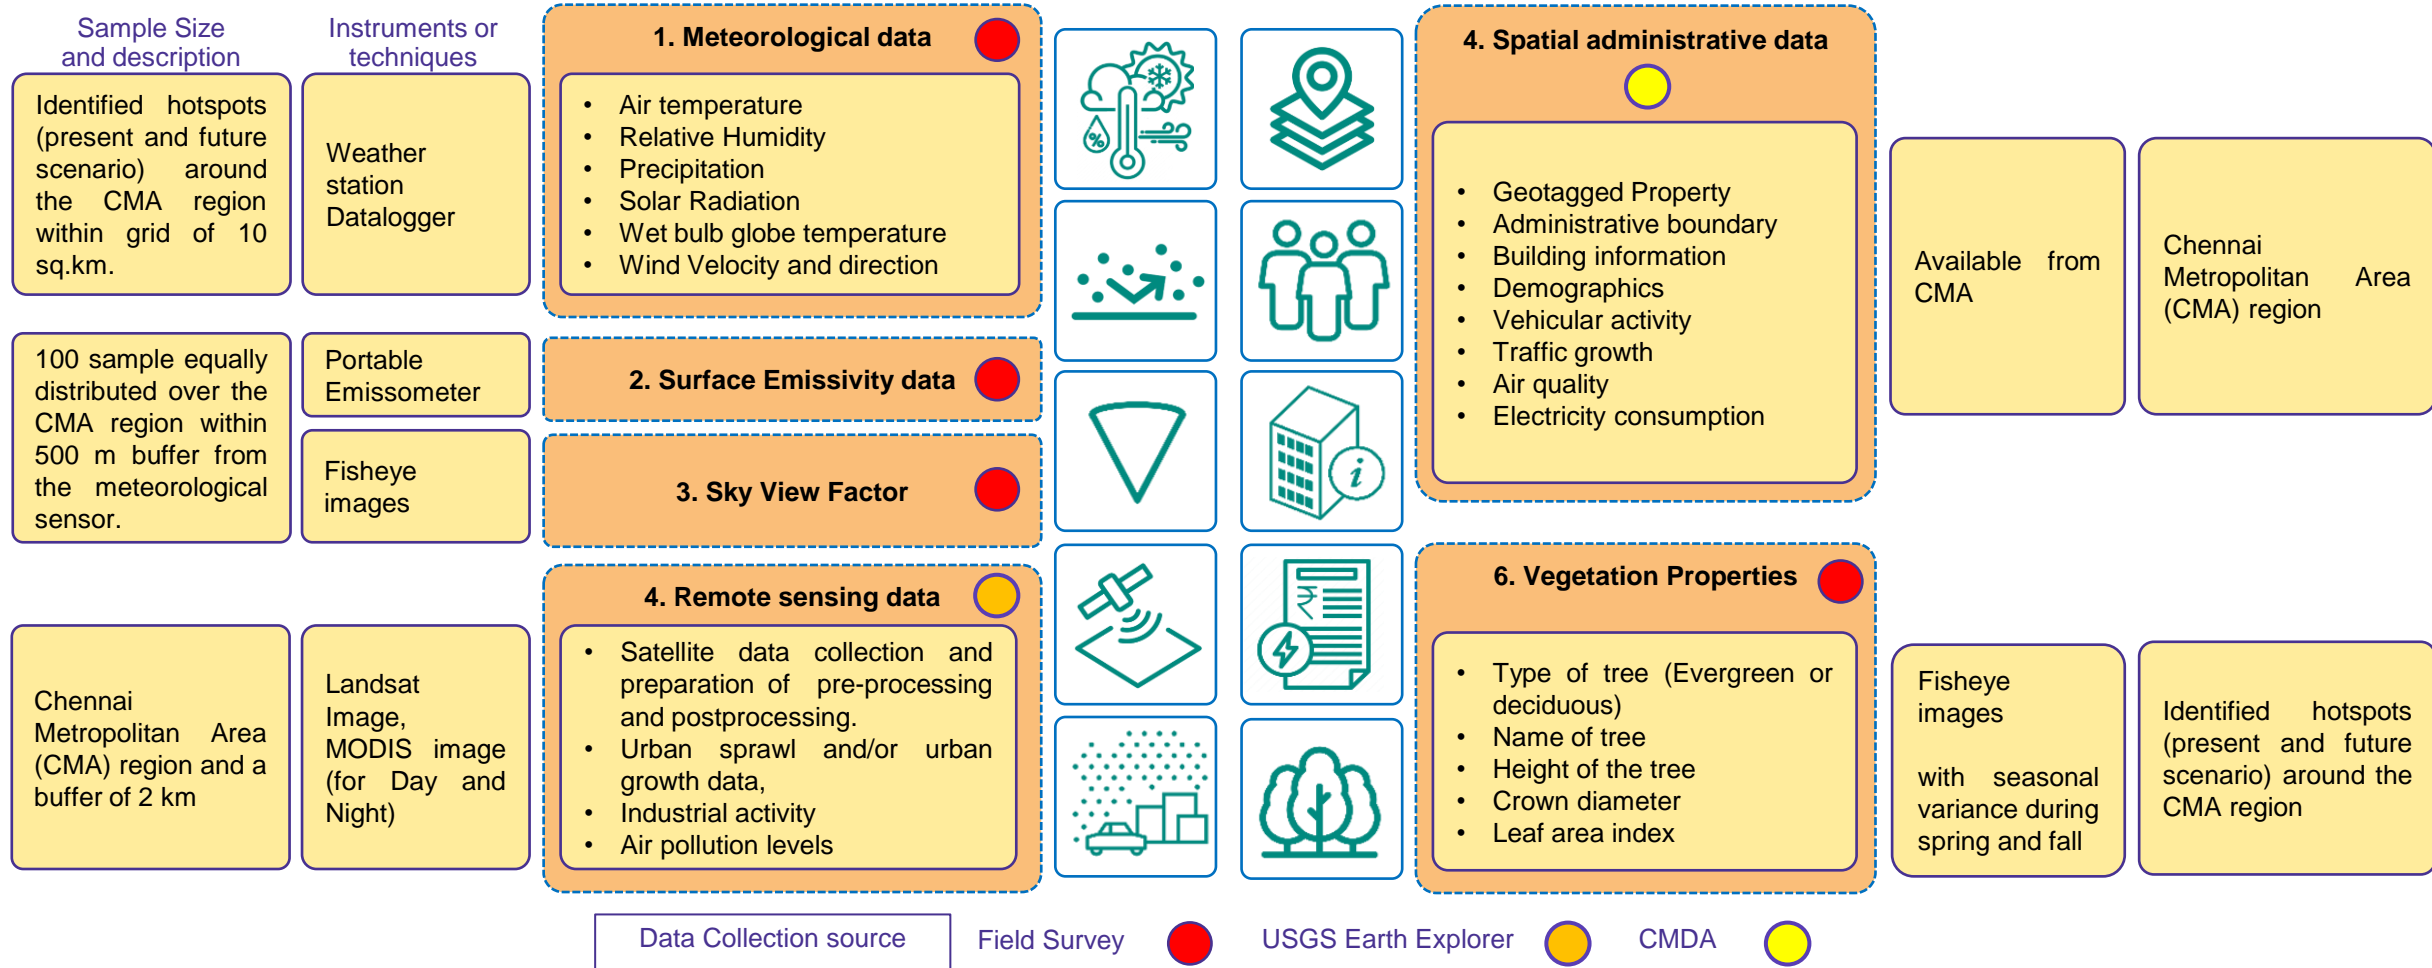 Sample Size
and description
Instruments or
techniques
Identified hotspots
(present and future
scenario) around
the CMA region
within grid of 10
sq.km.
Weather
station
Datalogger
1. Meteorological data
• Air temperature
• Relative Humidity
• Precipitation
• Solar Radiation
• Wet bulb globe temperature
• Wind Velocity and direction
100 sample equally
distributed over the
CMA region within
500 m buffer from
the meteorological
sensor.
Portable
Emissometer
2. Surface Emissivity data
Fisheye
images
3. Sky View Factor
Chennai
Metropolitan Area
(CMA) region and a
buffer of 2 km
Landsat
Image,
MODIS image
(for Day and
Night)
4. Remote sensing data
• Satellite data collection and
preparation of pre-processing
and postprocessing.
• Urban sprawl and/or urban
growth data,
• Industrial activity
• Air pollution levels
%
i
₹
4. Spatial administrative data
• Geotagged Property
• Administrative boundary
• Building information
• Demographics
• Vehicular activity
• Traffic growth
• Air quality
• Electricity consumption
Available from
CMA
Chennai
Metropolitan Area
(CMA) region
6. Vegetation Properties
• Type of tree (Evergreen or
deciduous)
• Name of tree
• Height of the tree
• Crown diameter
• Leaf area index
Fisheye
images
with seasonal
variance during
spring and fall
Identified hotspots
(present and future
scenario) around the
CMA region
Data Collection source
Field Survey
USGS Earth Explorer
CMDA